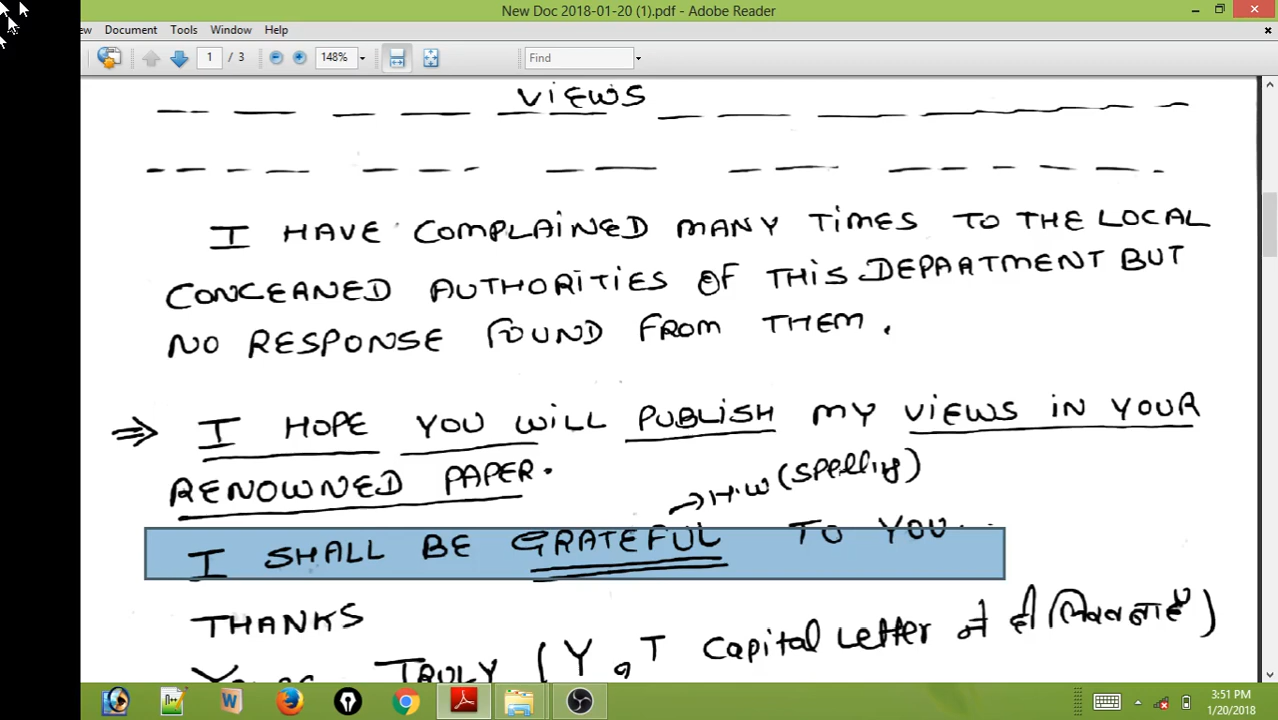 New Doc 2018-01-20 (1).pdf - Adobe Reader
ew Document Tools Window Help
1 / 3 148% Find
VIEWS
I HAVE COMPLAINED MANY TIMES TO THE LOCAL
CONCEANED AUTHORITIES OF THIS DEPARTMENT BUT
NO RESPONSE FOUND FROM THEM.
⇒ I HOPE YOU WILL PUBLISH MY VIEWS IN YOUR
RENOWNED PAPER.
→ H.W (Spelling)
I SHALL BE GRATEFUL TO YOU.
THANKS
TRULY (Y, T Capital Letter में ही लिखना है)
3:51 PM
1/20/2018